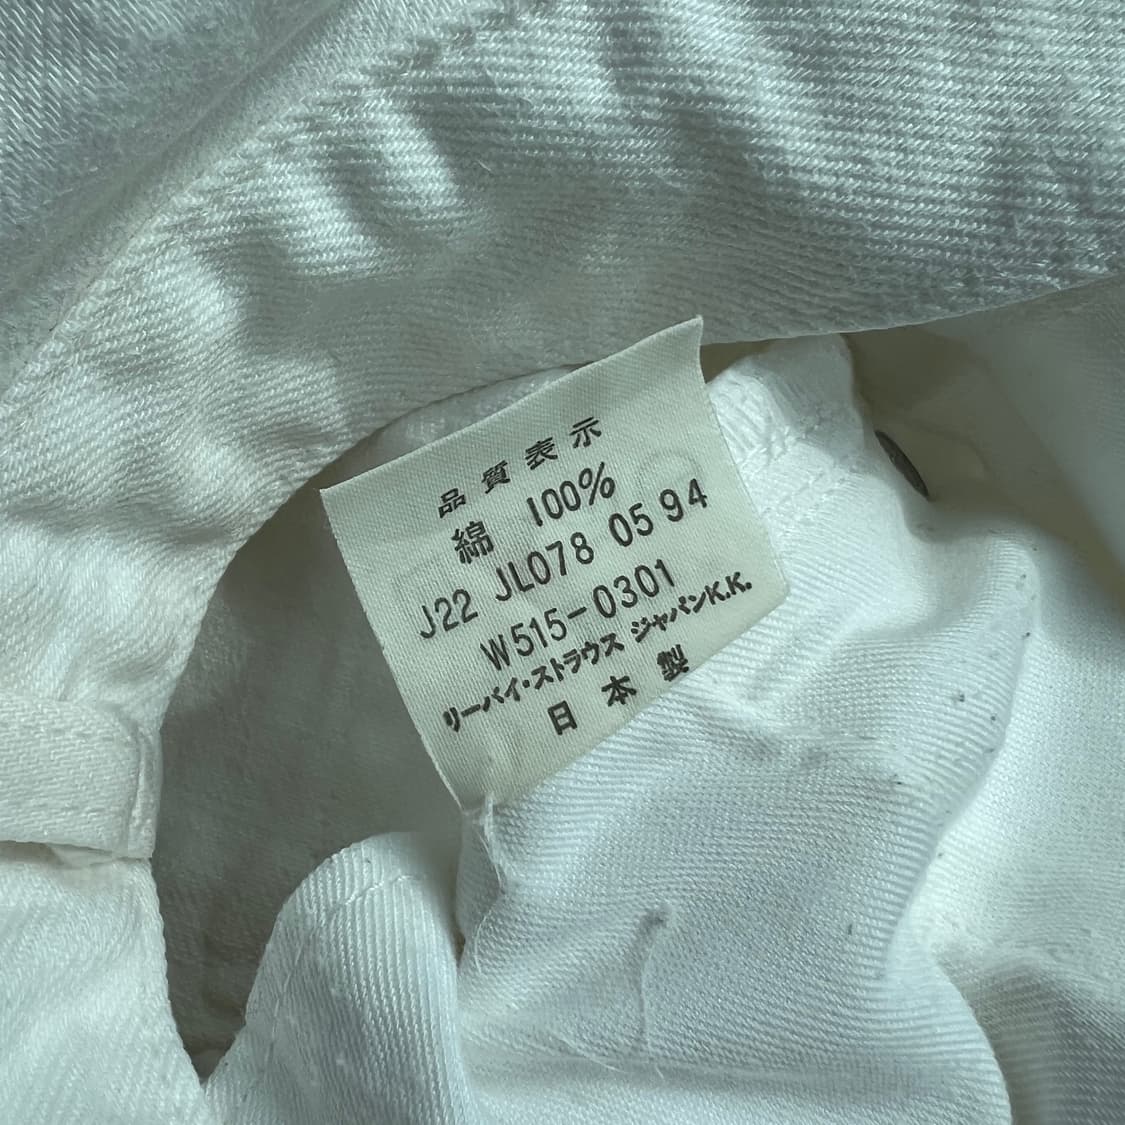 品質表示
綿 100%
J22 JL078 05 94
W515-0301
リーバイ・ストラウス ジャパンK.K.
日本製